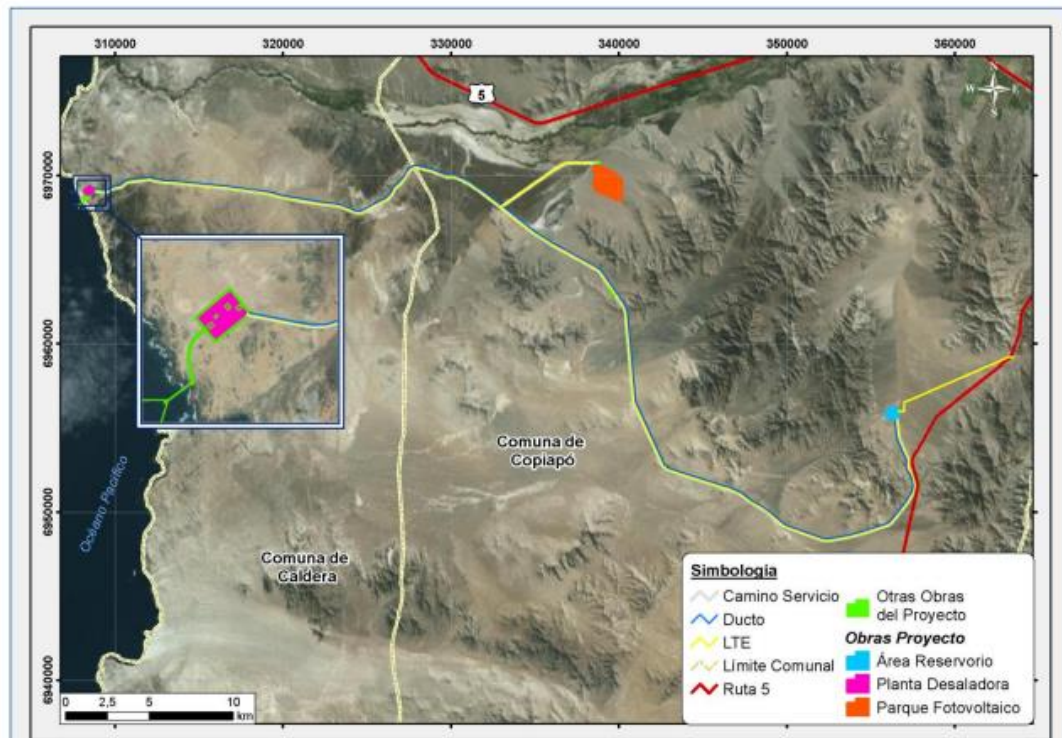 310000 320000 330000 340000 350000 360000
5
N
W E
S
6970000
6960000
6950000
6940000
Océano Pacífico
Comuna de
Copiapó
Comuna de
Caldera
0 2,5 5 10
km
Simbología
Camino Servicio
Ducto
LTE
Límite Comunal
Ruta 5
Otras Obras
del Proyecto
Obras Proyecto
Área Reservorio
Planta Desaladora
Parque Fotovoltaico